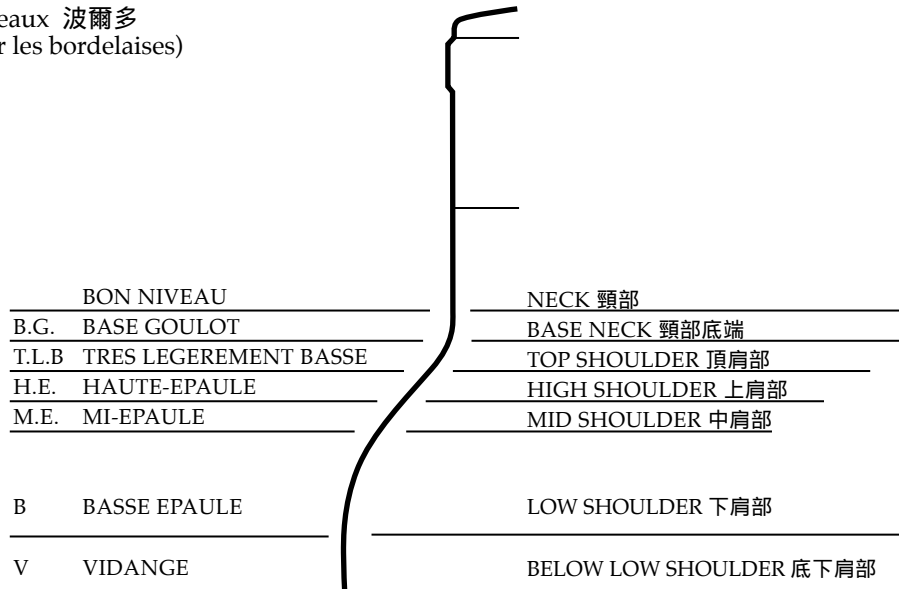 eaux 波爾多
r les bordelaises)
BON NIVEAU NECK 頸部
B.G. BASE GOULOT BASE NECK 頸部底端
T.L.B TRES LEGEREMENT BASSE TOP SHOULDER 頂肩部
H.E. HAUTE-EPAULE HIGH SHOULDER 上肩部
M.E. MI-EPAULE MID SHOULDER 中肩部
B BASSE EPAULE LOW SHOULDER 下肩部
V VIDANGE BELOW LOW SHOULDER 底下肩部